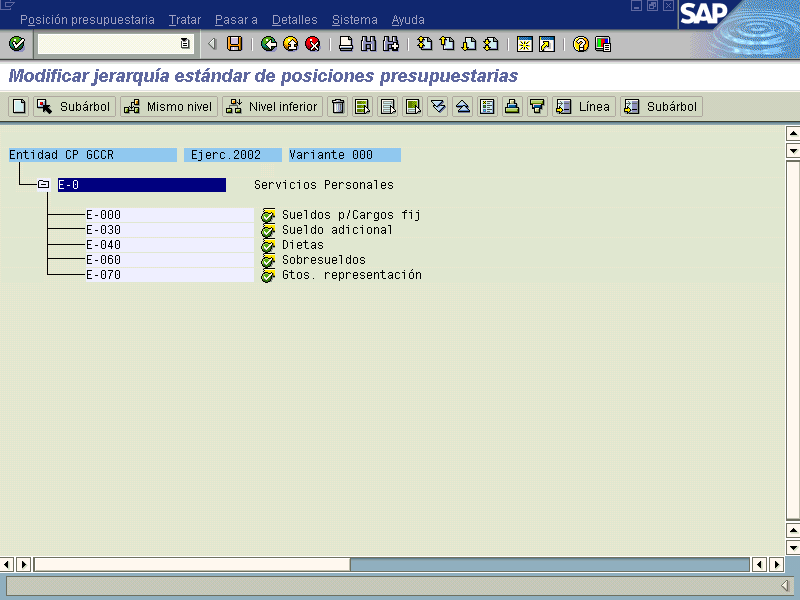 Posición presupuestaria Tratar Pasar a Detalles Sistema Ayuda
SAP
Modificar jerarquía estándar de posiciones presupuestarias
Subárbol Mismo nivel Nivel inferior Línea Subárbol
Entidad CP GCCR Ejerc.2002 Variante 000
E-0 Servicios Personales
E-000 Sueldos p/Cargos fij
E-030 Sueldo adicional
E-040 Dietas
E-060 Sobresueldos
E-070 Gtos. representación